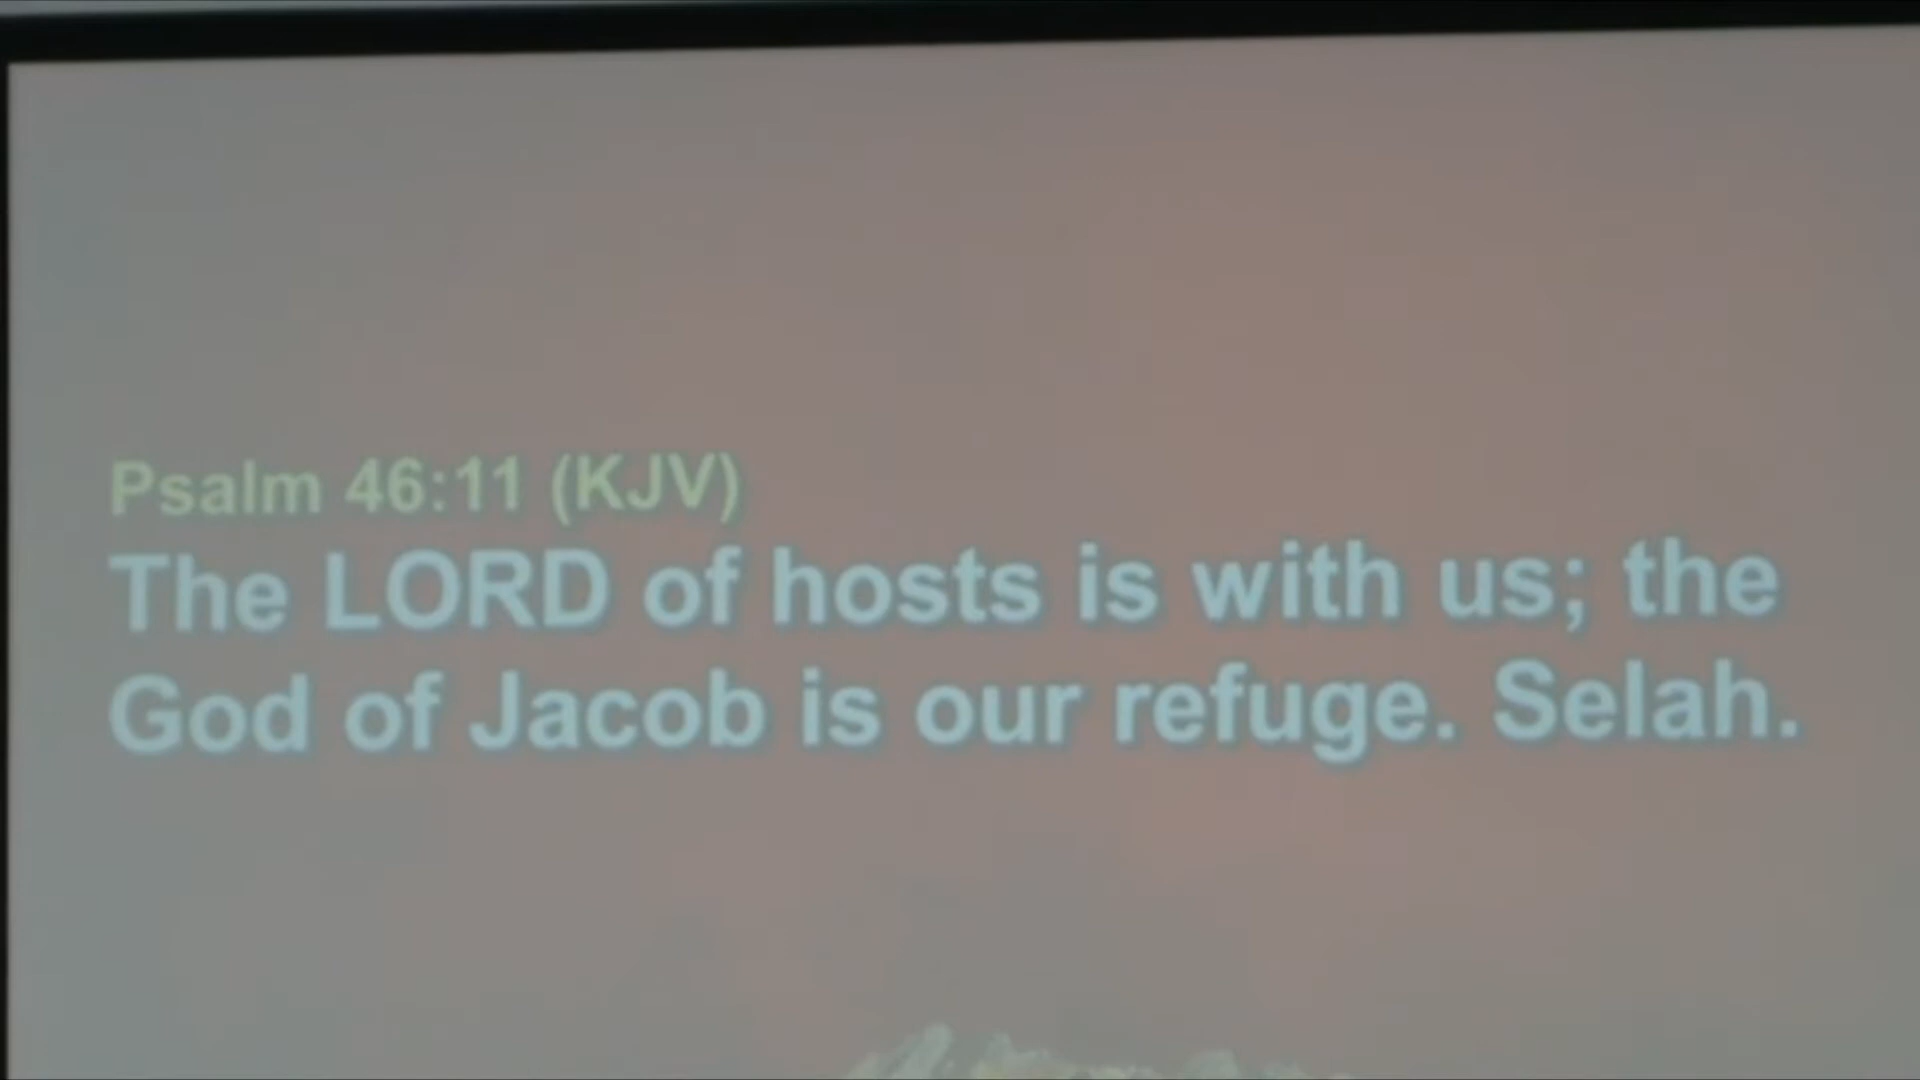 Psalm 46:11 (KJV)
The LORD of hosts is with us; the
God of Jacob is our refuge. Selah.